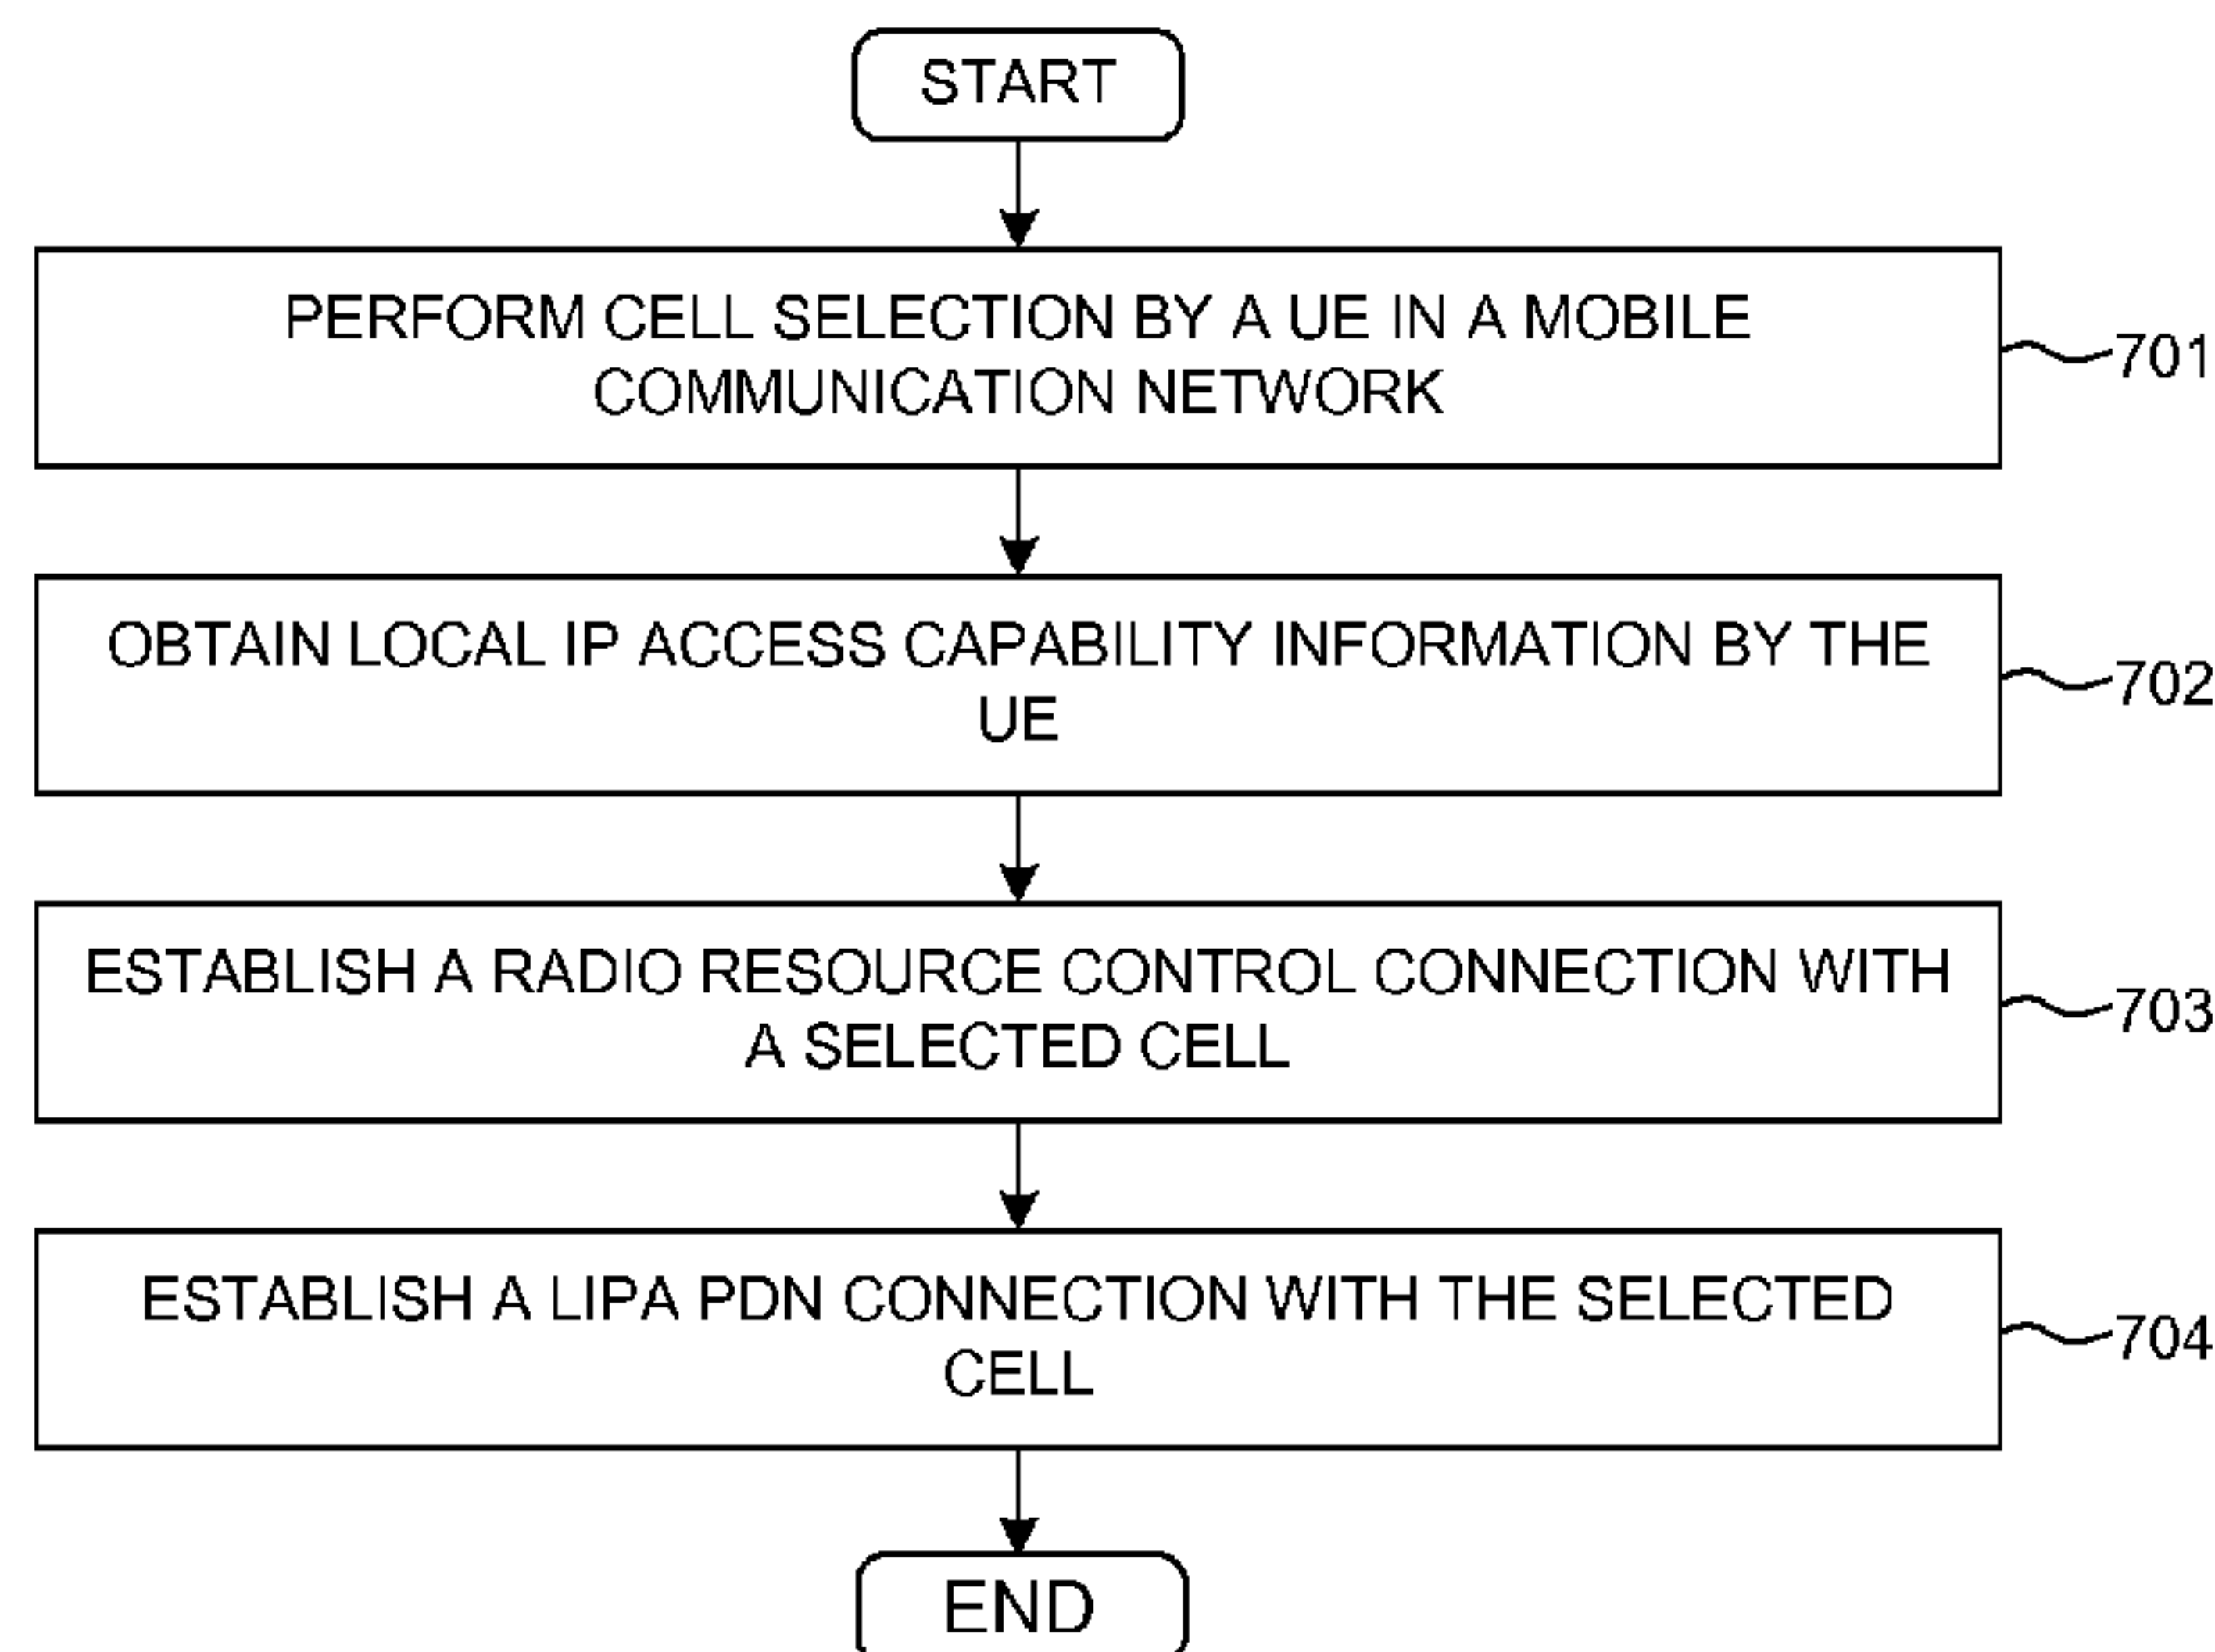 START
PERFORM CELL SELECTION BY A UE IN A MOBILE
COMMUNICATION NETWORK
701
OBTAIN LOCAL IP ACCESS CAPABILITY INFORMATION BY THE
UE
702
ESTABLISH A RADIO RESOURCE CONTROL CONNECTION WITH
A SELECTED CELL
703
ESTABLISH A LIPA PDN CONNECTION WITH THE SELECTED
CELL
704
END